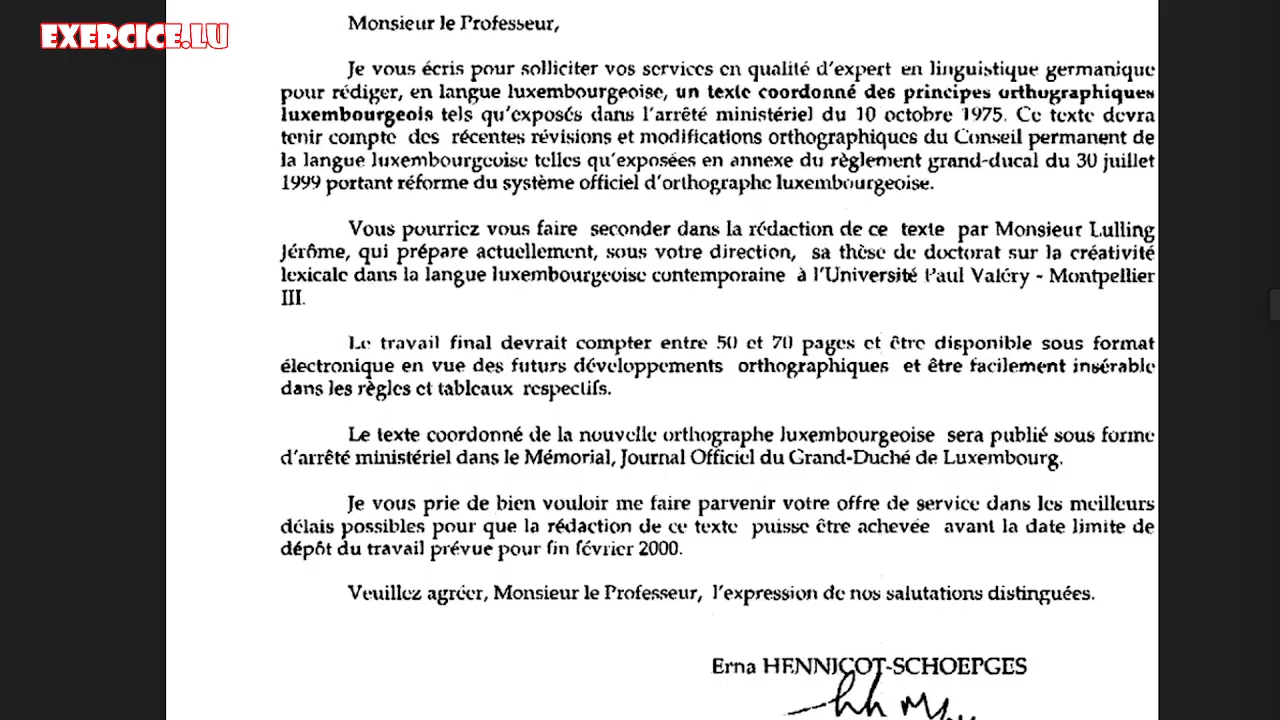 EXERCICE.LU
Monsieur le Professeur,
Je vous écris pour solliciter vos services en qualité d'expert en linguistique germanique
pour rédiger, en langue luxembourgeoise, un texte coordonné des principes orthographiques
luxembourgeois tels qu'exposés dans l'arrêté ministériel du 10 octobre 1975. Ce texte devra
tenir compte des récentes révisions et modifications orthographiques du Conseil permanent de
la langue luxembourgeoise telles qu'exposées en annexe du règlement grand-ducal du 30 juillet
1999 portant réforme du système officiel d'orthographe luxembourgeoise.
Vous pourriez vous faire seconder dans la rédaction de ce texte par Monsieur Lulling
Jérôme, qui prépare actuellement, sous votre direction, sa thèse de doctorat sur la créativité
lexicale dans la langue luxembourgeoise contemporaine à l'Université Paul Valéry - Montpellier
III.
Le travail final devrait compter entre 50 et 70 pages et être disponible sous format
électronique en vue des futurs développements orthographiques et être facilement insérable
dans les règles et tableaux respectifs.
Le texte coordonné de la nouvelle orthographe luxembourgeoise sera publié sous forme
d'arrêté ministériel dans le Mémorial, Journal Officiel du Grand-Duché de Luxembourg.
Je vous prie de bien vouloir me faire parvenir votre offre de service dans les meilleurs
délais possibles pour que la rédaction de ce texte puisse être achevée avant la date limite de
dépôt du travail prévue pour fin février 2000.
Veuillez agréer, Monsieur le Professeur, l'expression de nos salutations distinguées.
Erna HENNICOT-SCHOEPGES